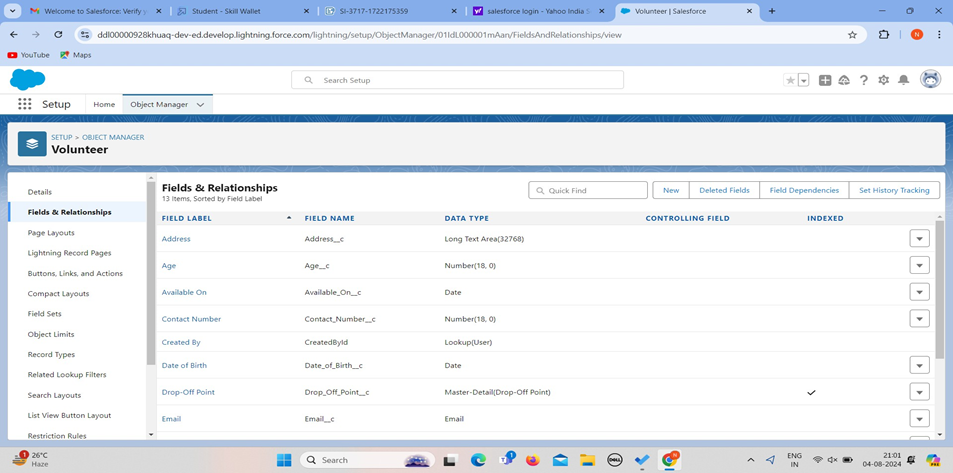 Welcome to Salesforce: Verify y
Student - Skill Wallet
SI-3717-1722175359
salesforce login - Yahoo India S
Volunteer | Salesforce
ddl00000928khuaq-dev-ed.develop.lightning.force.com/lightning/setup/ObjectManager/01IdL000001mAan/FieldsAndRelationships/view
N
YouTube
Maps
Search Setup
Setup
Home
Object Manager
SETUP > OBJECT MANAGER
Volunteer
Details
Fields & Relationships
Page Layouts
Lightning Record Pages
Buttons, Links, and Actions
Compact Layouts
Field Sets
Object Limits
Record Types
Related Lookup Filters
Search Layouts
List View Button Layout
Restriction Rules
Fields & Relationships
13 Items, Sorted by Field Label
Quick Find
New
Deleted Fields
Field Dependencies
Set History Tracking
FIELD LABEL FIELD NAME DATA TYPE CONTROLLING FIELD INDEXED
Address Address__c Long Text Area(32768)
Age Age__c Number(18, 0)
Available On Available_On__c Date
Contact Number Contact_Number__c Number(18, 0)
Created By CreatedById Lookup(User)
Date of Birth Date_of_Birth__c Date
Drop-Off Point Drop_Off_Point__c Master-Detail(Drop-Off Point)
Email Email__c Email
1
26°C
Haze
Search
1
DELL
N
ENG
IN
21:01
04-08-2024